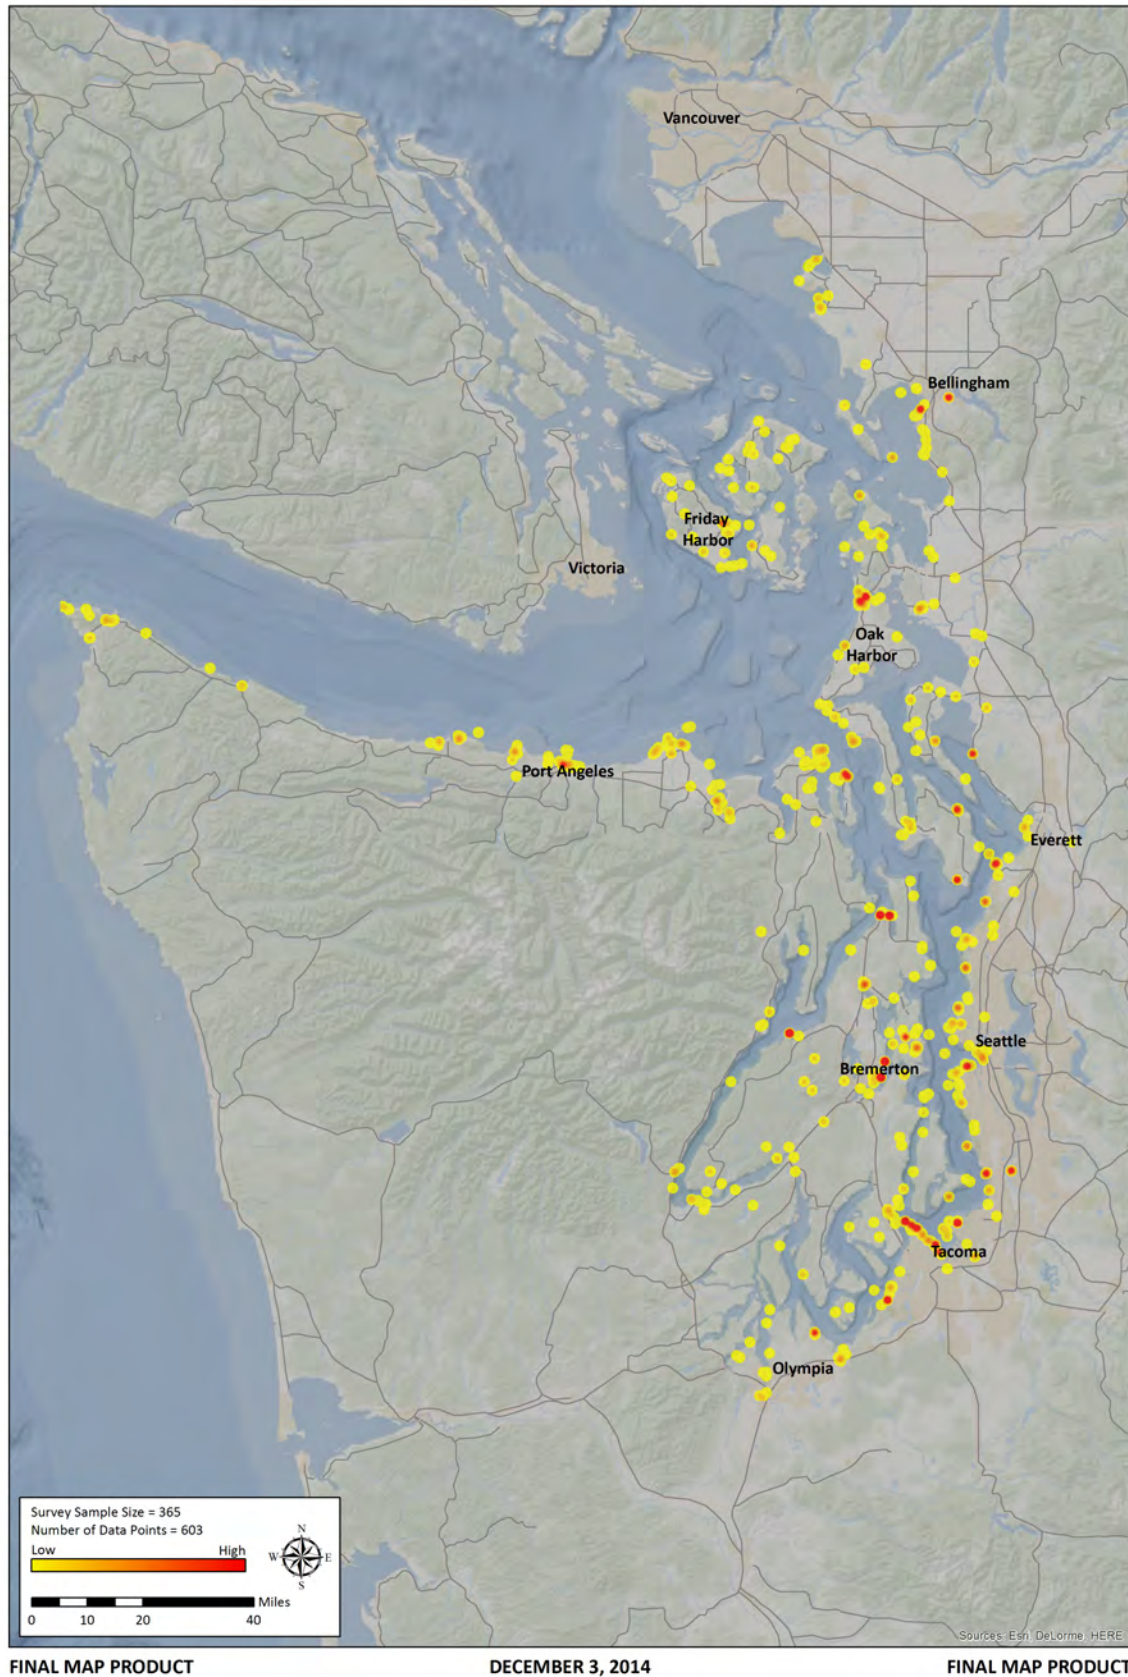 Vancouver
Bellingham
Friday
Harbor
Victoria
Oak
Harbor
Port Angeles
Everett
Seattle
Bremerton
Tacoma
Olympia
Survey Sample Size = 365
Number of Data Points = 603
Low High
N
W E
S
Miles
0 10 20 40
Sources: Esri, DeLorme, HERE
FINAL MAP PRODUCT DECEMBER 3, 2014 FINAL MAP PRODUCT